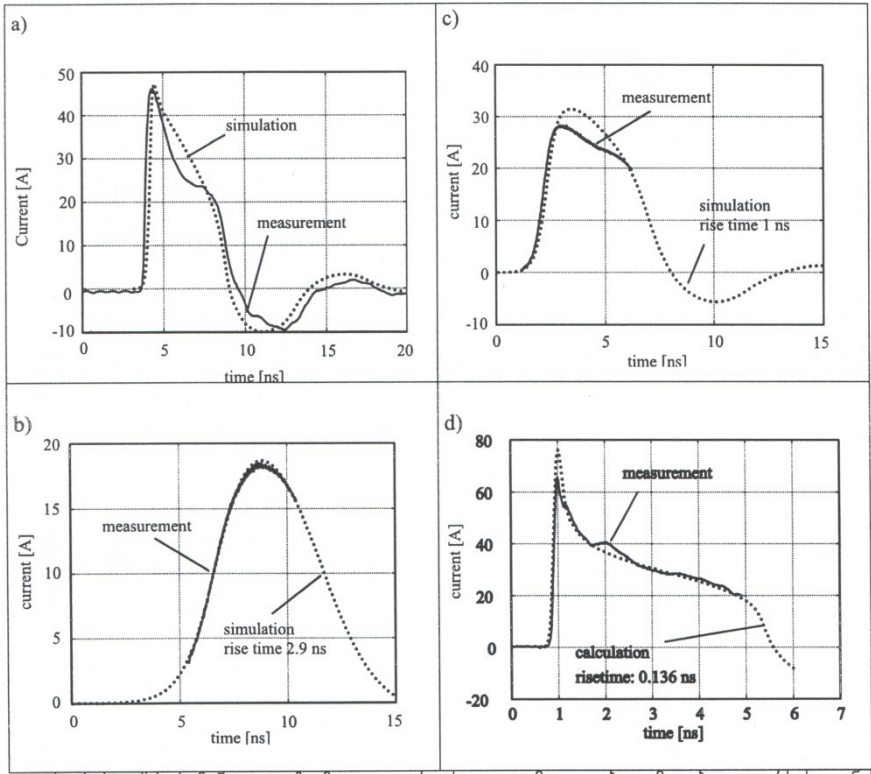 a)
50
40
30
20
10
0
-10
Current [A]
simulation
measurement
0
5
10
15
20
time [ns]
c)
40
30
20
10
0
-10
current [A]
measurement
simulation
rise time 1 ns
0
5
10
15
time [ns]
b)
20
15
10
5
0
current [A]
measurement
simulation
rise time 2.9 ns
0
5
10
15
time [ns]
d)
80
60
40
20
0
-20
current [A]
measurement
calculation
risetime: 0.136 ns
0
1
2
3
4
5
6
7
time [ns]